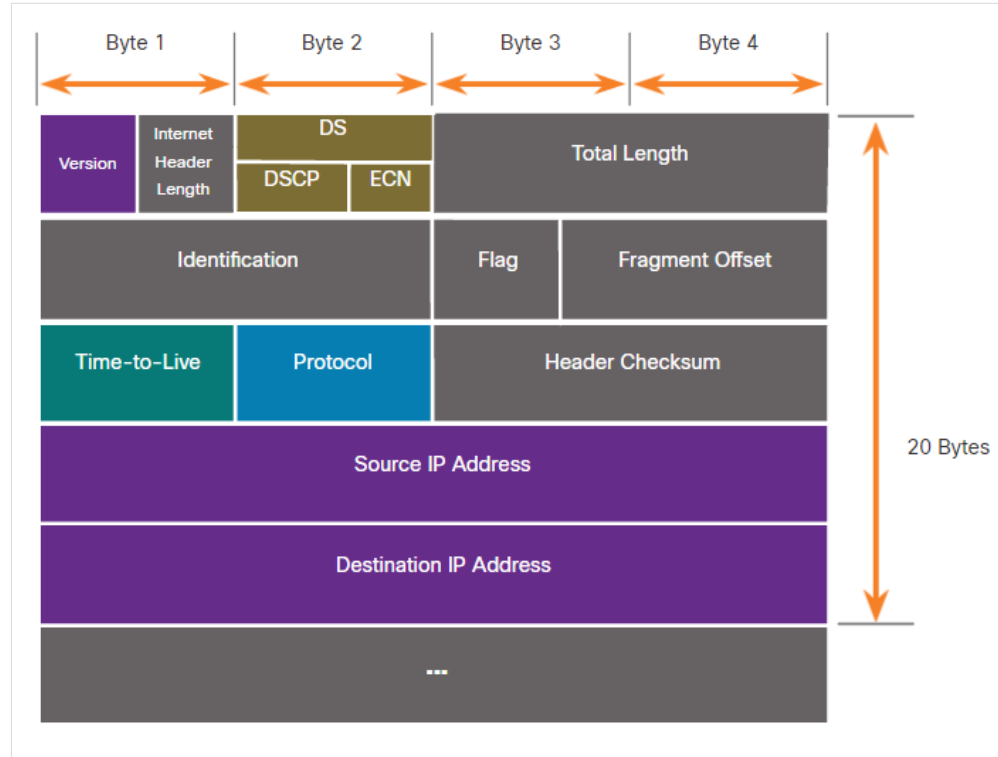 Byte 1
Byte 2
Byte 3
Byte 4
Version
Internet
Header
Length
DS
DSCP
ECN
Total Length
Identification
Flag
Fragment Offset
Time-to-Live
Protocol
Header Checksum
Source IP Address
20 Bytes
Destination IP Address
...